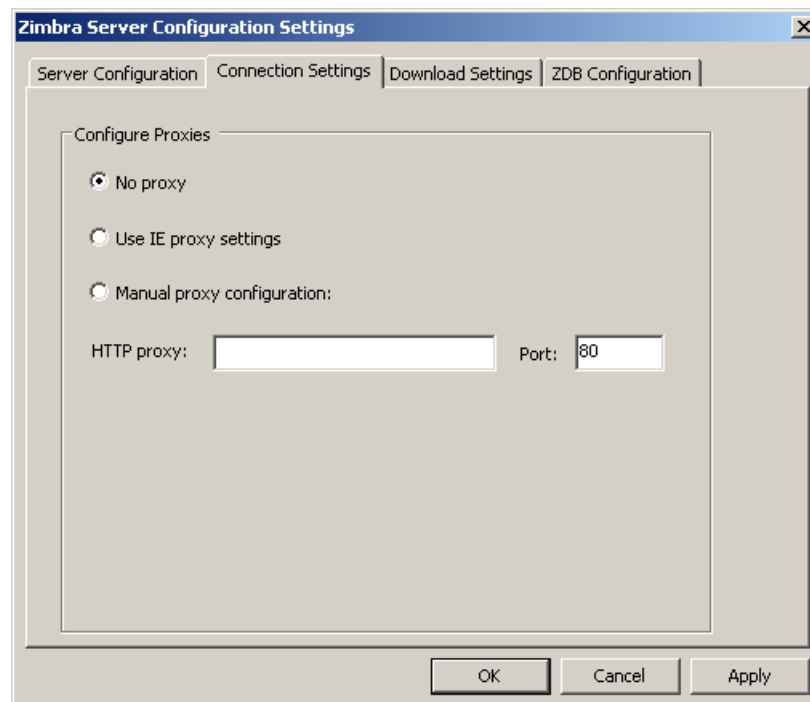 Zimbra Server Configuration Settings
Server Configuration Connection Settings Download Settings ZDB Configuration
Configure Proxies
No proxy
Use IE proxy settings
Manual proxy configuration:
HTTP proxy: Port: 80
OK Cancel Apply